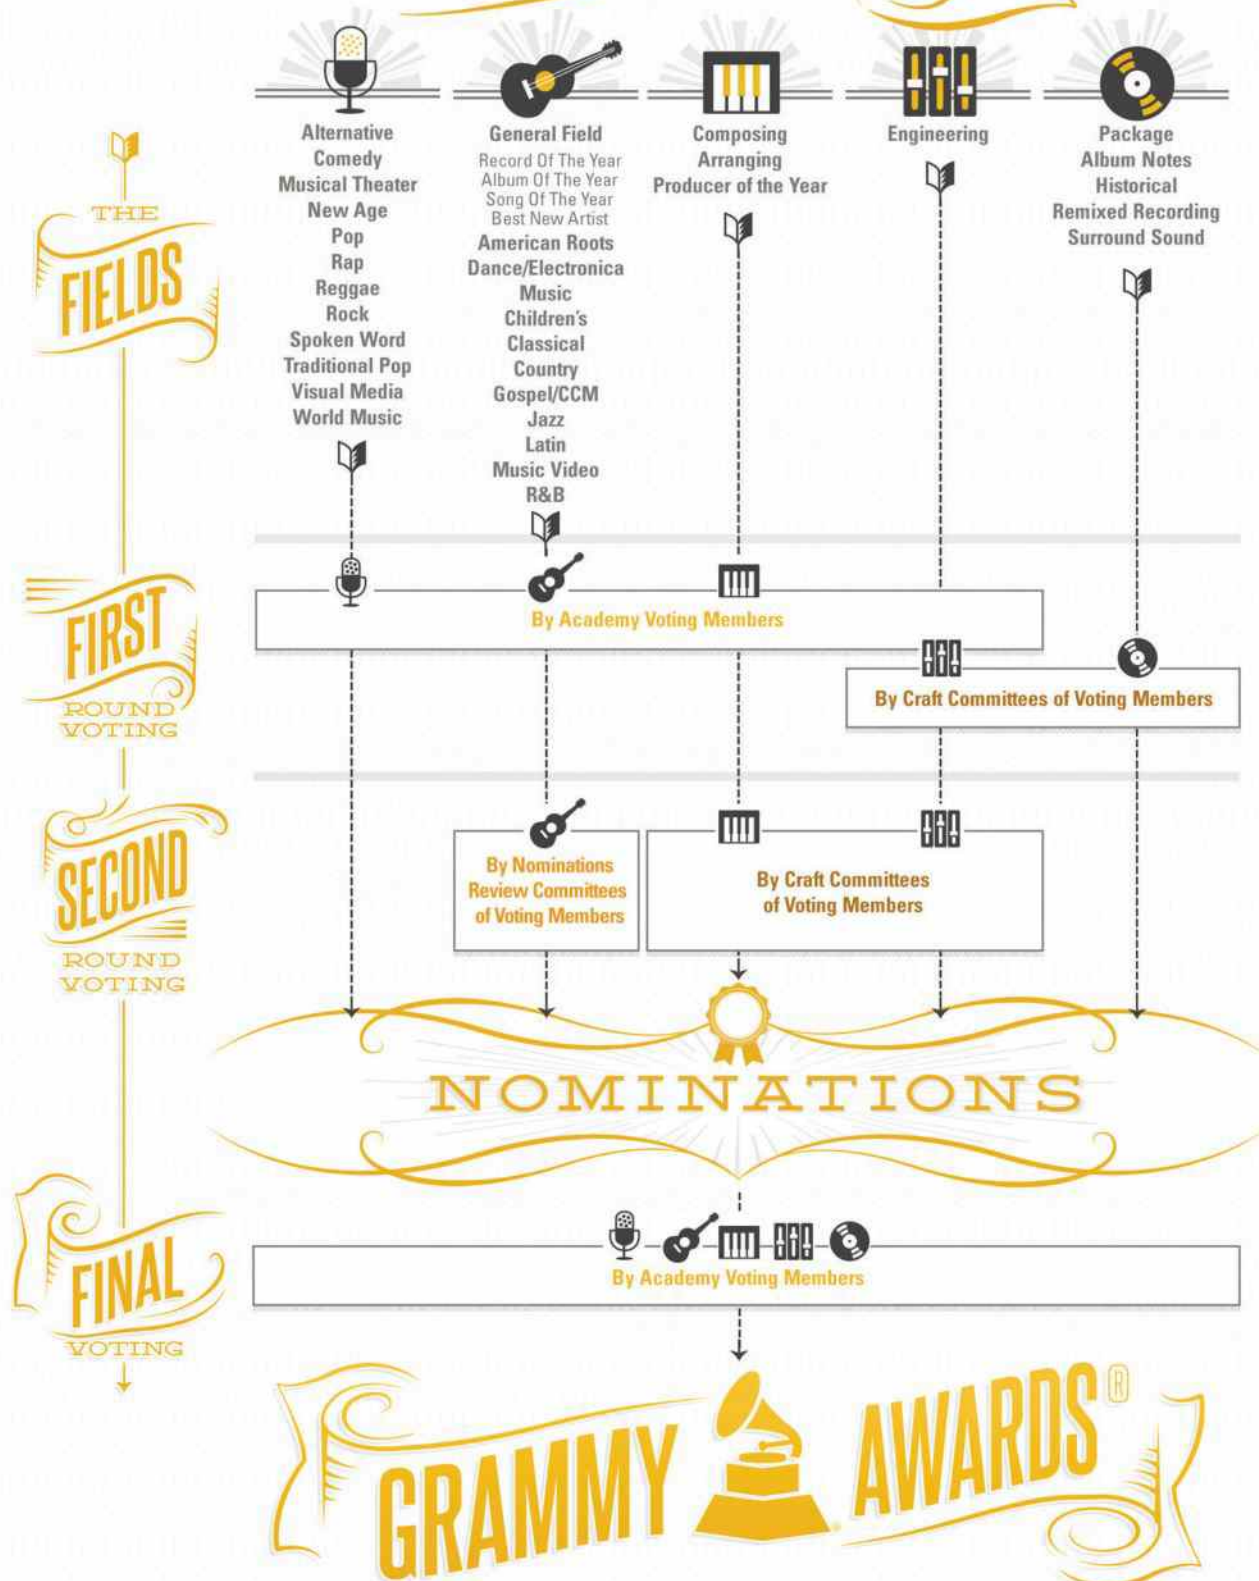 THE
FIELDS
Alternative
Comedy
Musical Theater
New Age
Pop
Rap
Reggae
Rock
Spoken Word
Traditional Pop
Visual Media
World Music
General Field
Record Of The Year
Album Of The Year
Song Of The Year
Best New Artist
American Roots
Dance/Electronica
Music
Children's
Classical
Country
Gospel/CCM
Jazz
Latin
Music Video
R&B
Composing
Arranging
Producer of the Year
Engineering
Package
Album Notes
Historical
Remixed Recording
Surround Sound
FIRST
ROUND
VOTING
By Academy Voting Members
By Craft Committees of Voting Members
SECOND
ROUND
VOTING
By Nominations
Review Committees
of Voting Members
By Craft Committees
of Voting Members
NOMINATIONS
FINAL
VOTING
By Academy Voting Members
GRAMMY AWARDS®